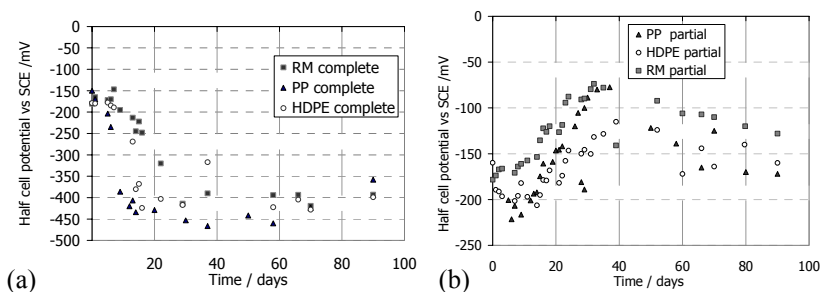 0
-50
-100
-150
-200
-250
-300
-350
-400
-450
-500
Half cell potential vs SCE /mV
RM complete
PP complete
HDPE complete
0 20 40 60 80 100
Time / days
(a)
0
-50
-100
-150
-200
-250
Half cell potential vs SCE /mV
PP partial
HDPE partial
RM partial
0 20 40 60 80 100
Time / days
(b)